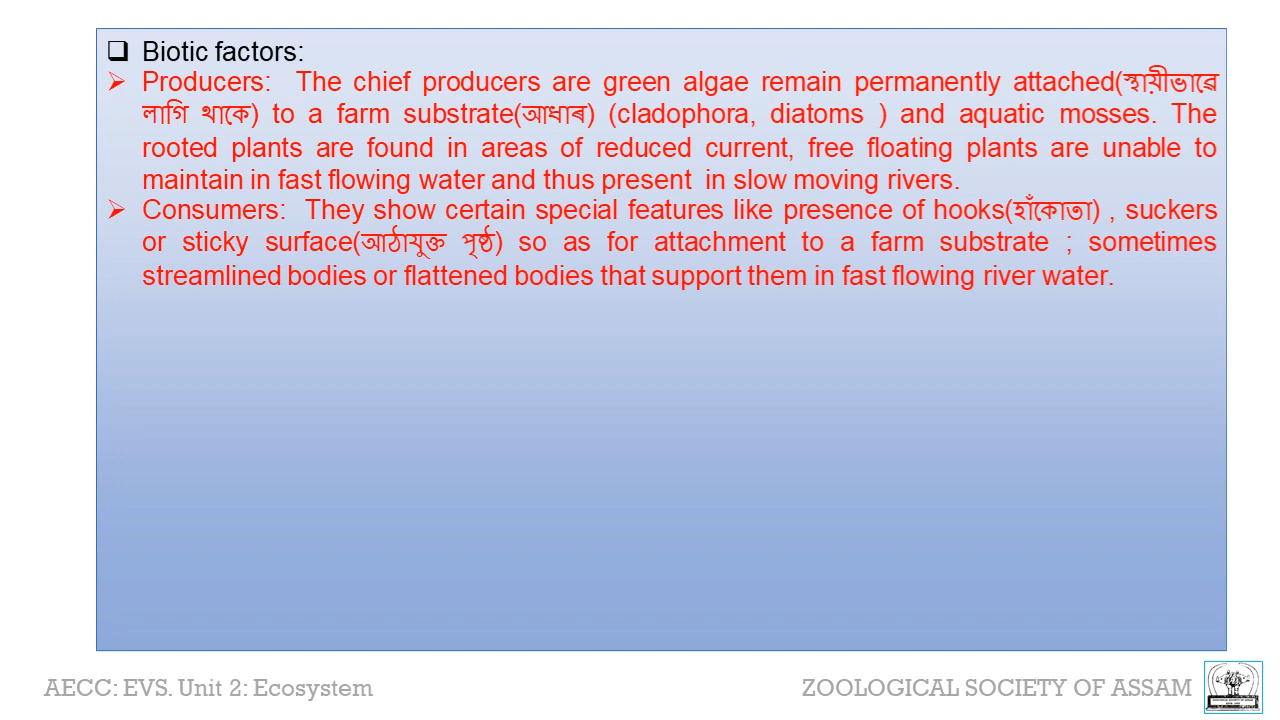 Biotic factors:
Producers: The chief producers are green algae remain permanently attached(স্থায়ীভাৱে
লাগি থাকে) to a farm substrate(আধাৰ) (cladophora, diatoms ) and aquatic mosses. The
rooted plants are found in areas of reduced current, free floating plants are unable to
maintain in fast flowing water and thus present in slow moving rivers.
Consumers: They show certain special features like presence of hooks(হাঁকোতা) , suckers
or sticky surface(আঠাযুক্ত পৃষ্ঠ) so as for attachment to a farm substrate ; sometimes
streamlined bodies or flattened bodies that support them in fast flowing river water.
AECC: EVS. Unit 2: Ecosystem
ZOOLOGICAL SOCIETY OF ASSAM